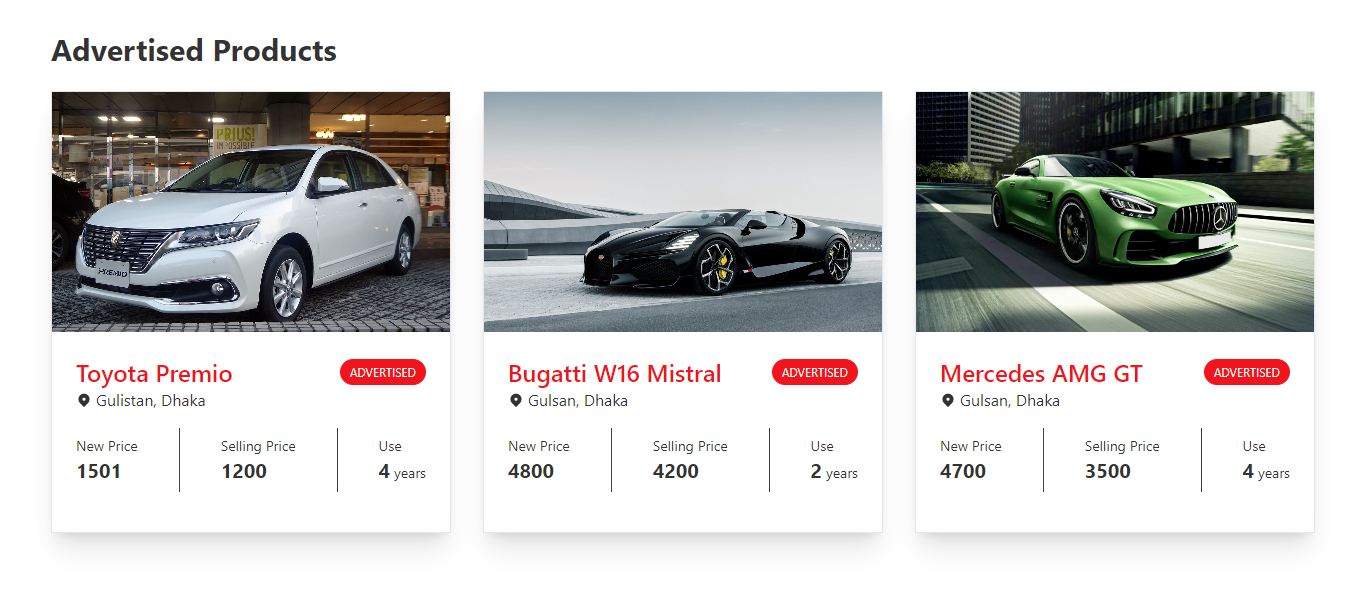 Advertised Products
PRIUS!
IMPOSSIBLE
PREMIO
Toyota Premio
ADVERTISED
Gulistan, Dhaka
New Price
Selling Price
Use
1501
1200
4 years
Bugatti W16 Mistral
ADVERTISED
Gulsan, Dhaka
New Price
Selling Price
Use
4800
4200
2 years
Mercedes AMG GT
ADVERTISED
Gulsan, Dhaka
New Price
Selling Price
Use
4700
3500
4 years